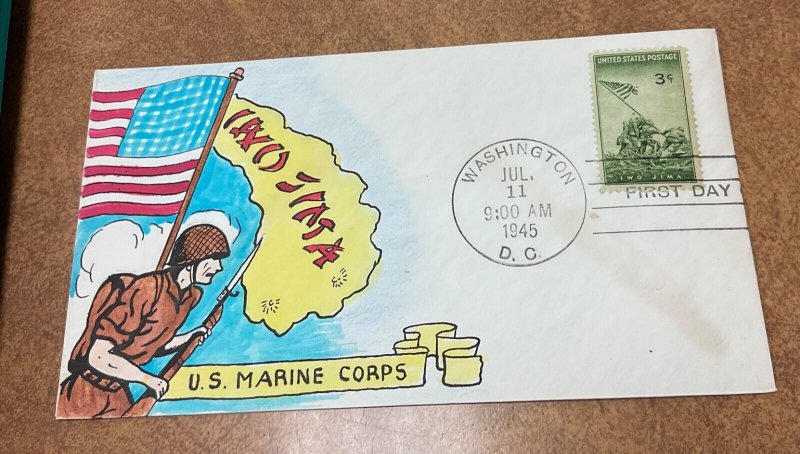 IWO JIMA
U.S. MARINE CORPS
WASHINGTON
JUL.
11
9:00 AM
1945
D. C.
UNITED STATES POSTAGE
3¢
IWO JIMA
FIRST DAY